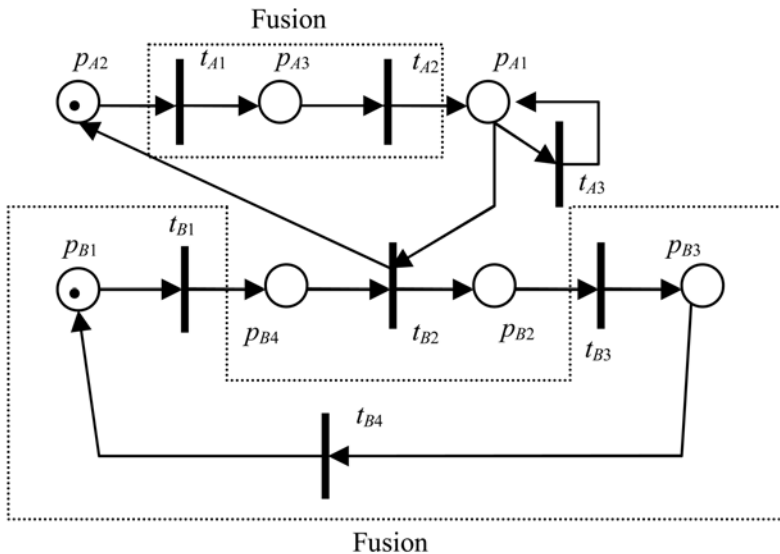 Fusion
pA2 tA1 pA3 tA2 pA1
tA3
pB1 tB1 pB3
pB4 tB2 pB2 tB3
tB4
Fusion